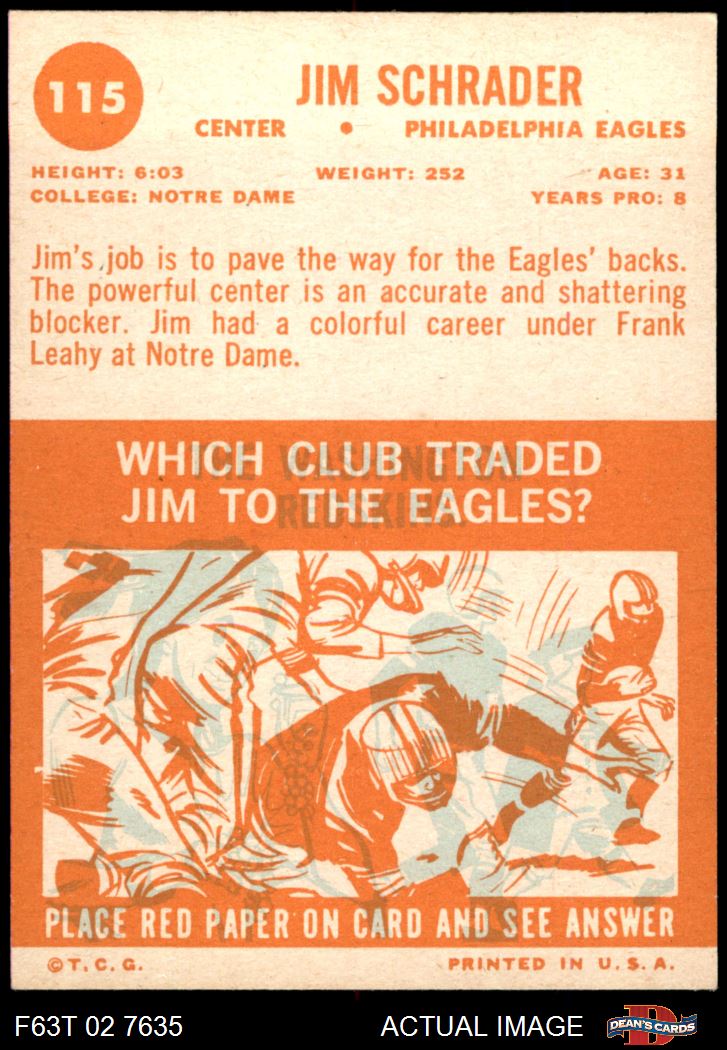 115
JIM SCHRADER
CENTER • PHILADELPHIA EAGLES
HEIGHT: 6:03 WEIGHT: 252 AGE: 31
COLLEGE: NOTRE DAME YEARS PRO: 8
Jim's job is to pave the way for the Eagles' backs.
The powerful center is an accurate and shattering
blocker. Jim had a colorful career under Frank
Leahy at Notre Dame.
WHICH CLUB TRADED
JIM TO THE EAGLES?
THE WASHINGTON
REDSKINS.
PLACE RED PAPER ON CARD AND SEE ANSWER
© T. C. G. PRINTED IN U. S. A.
F63T 02 7635 ACTUAL IMAGE DEAN'S CARDS